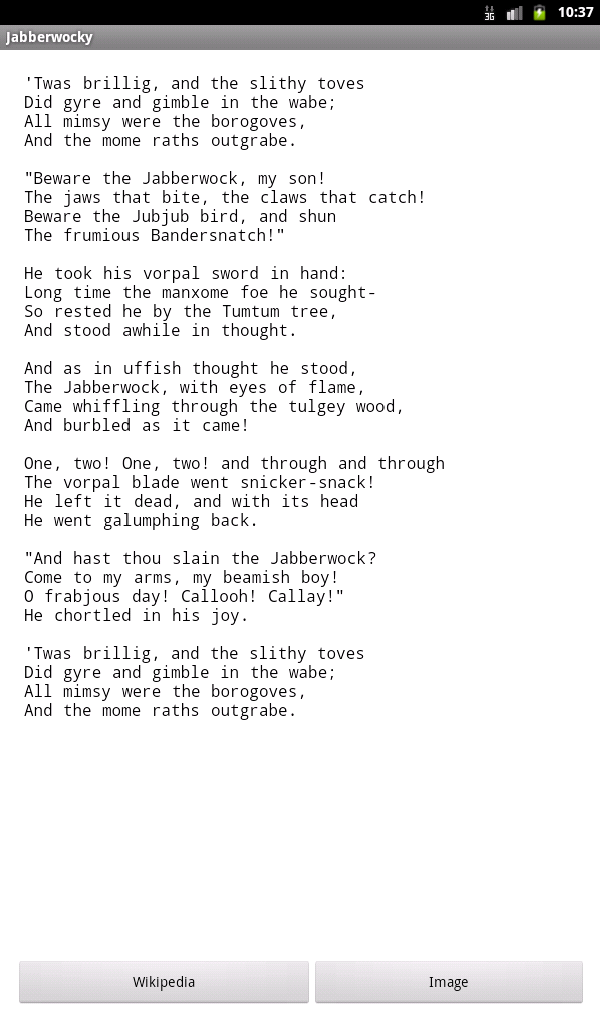 3G 10:37
Jabberwocky
'Twas brillig, and the slithy toves
Did gyre and gimble in the wabe;
All mimsy were the borogoves,
And the mome raths outgrabe.
"Beware the Jabberwock, my son!
The jaws that bite, the claws that catch!
Beware the Jubjub bird, and shun
The frumious Bandersnatch!"
He took his vorpal sword in hand:
Long time the manxome foe he sought-
So rested he by the Tumtum tree,
And stood awhile in thought.
And as in uffish thought he stood,
The Jabberwock, with eyes of flame,
Came whiffling through the tulgey wood,
And burbled as it came!
One, two! One, two! and through and through
The vorpal blade went snicker-snack!
He left it dead, and with its head
He went galumphing back.
"And hast thou slain the Jabberwock?
Come to my arms, my beamish boy!
O frabjous day! Callooh! Callay!"
He chortled in his joy.
'Twas brillig, and the slithy toves
Did gyre and gimble in the wabe;
All mimsy were the borogoves,
And the mome raths outgrabe.
Wikipedia Image